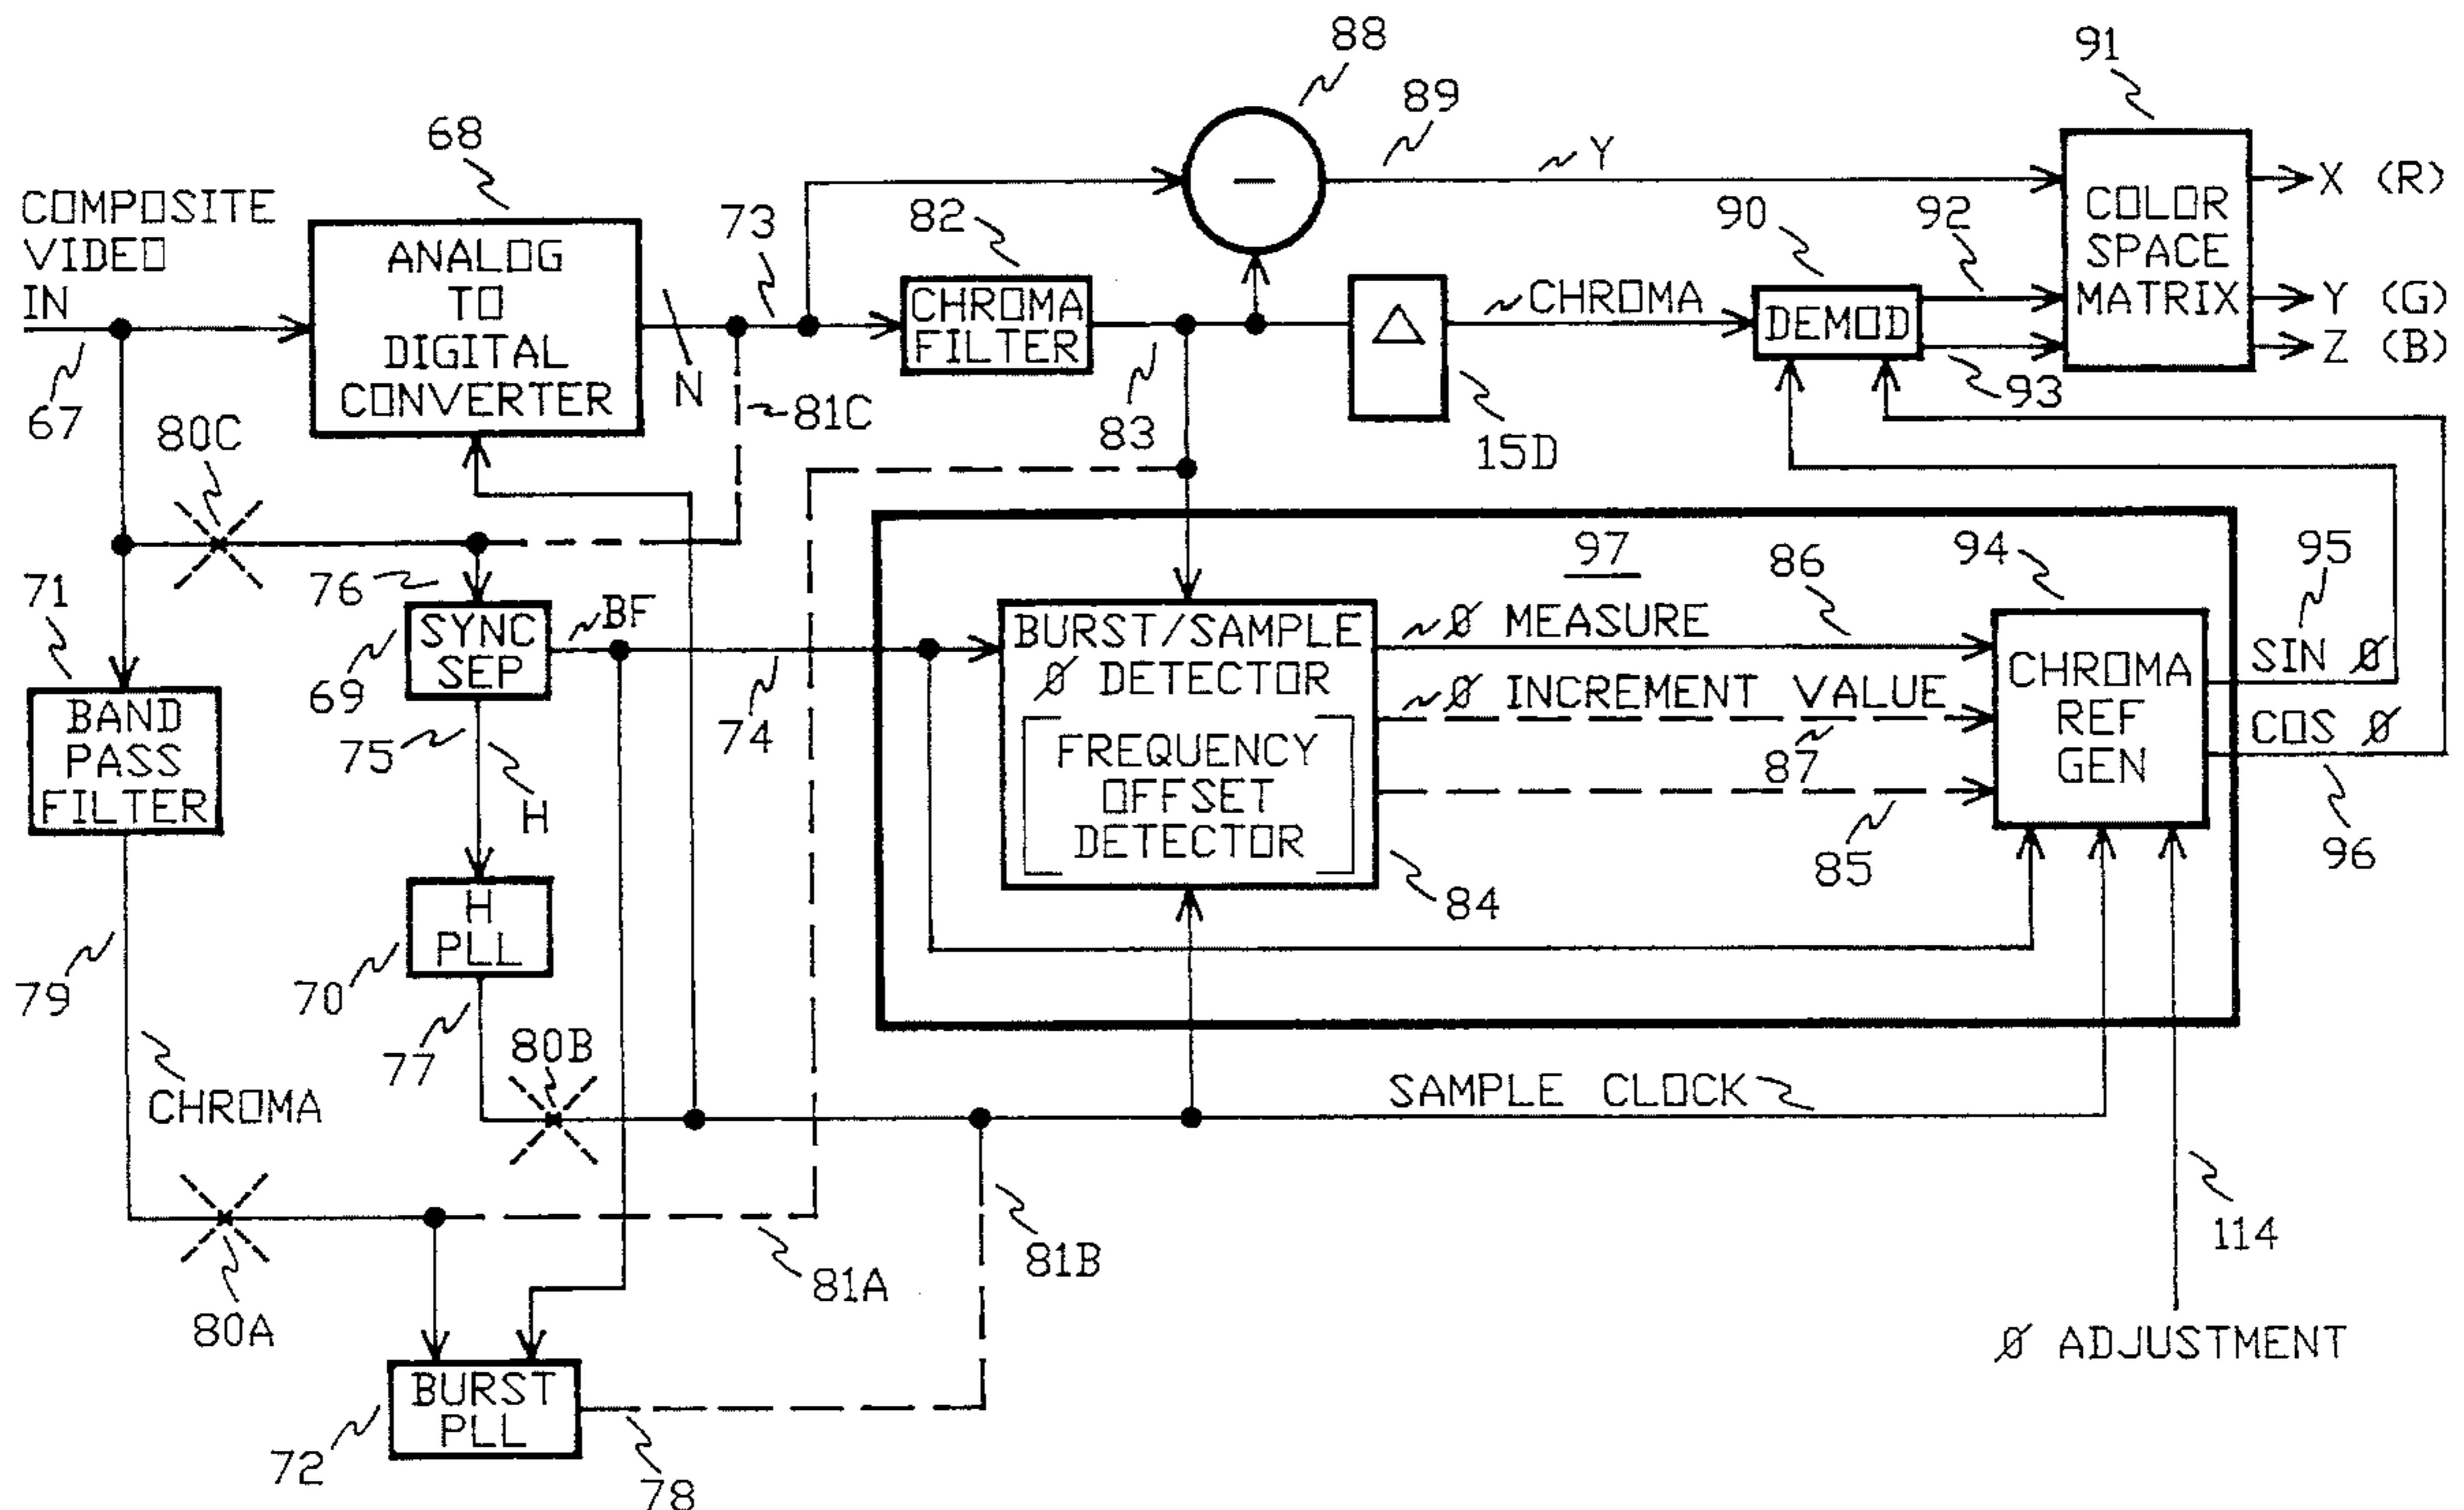 88
91
89
68
Y
X (R)
COMPOSITE
VIDEO
IN
ANALOG
TO
DIGITAL
CONVERTER
73
82
−
90
92
COLOR
SPACE
MATRIX
Y (G)
Z (B)
CHROMA
FILTER
Δ
CHROMA
DEMOD
N
67
80C
81C
83
15D
93
97
94
95
76
86
71
SYNC
SEP
BF
BURST/SAMPLE
Ø DETECTOR
Ø MEASURE
CHROMA
REF
GEN
SIN Ø
69
74
Ø INCREMENT VALUE
COS Ø
BAND
PASS
FILTER
75
H
FREQUENCY
OFFSET
DETECTOR
87
85
96
84
H
PLL
79
70
77
80B
CHROMA
SAMPLE CLOCK
81A
81B
114
80A
Ø ADJUSTMENT
BURST
PLL
72
78